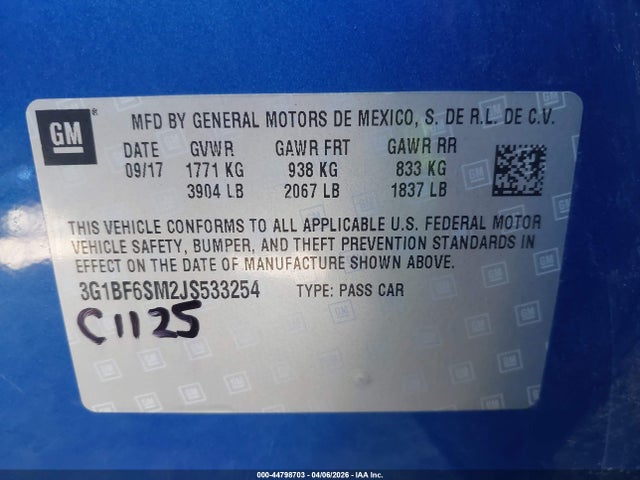 GM ®
MFD BY GENERAL MOTORS DE MEXICO, S. DE R.L. DE C.V.
DATE GVWR GAWR FRT GAWR RR
09/17 1771 KG 938 KG 833 KG
3904 LB 2067 LB 1837 LB
THIS VEHICLE CONFORMS TO ALL APPLICABLE U.S. FEDERAL MOTOR
VEHICLE SAFETY, BUMPER, AND THEFT PREVENTION STANDARDS IN
EFFECT ON THE DATE OF MANUFACTURE SHOWN ABOVE.
3G1BF6SM2JS533254 TYPE: PASS CAR
C1125
000-44798703 - 04/06/2026 - IAA Inc.